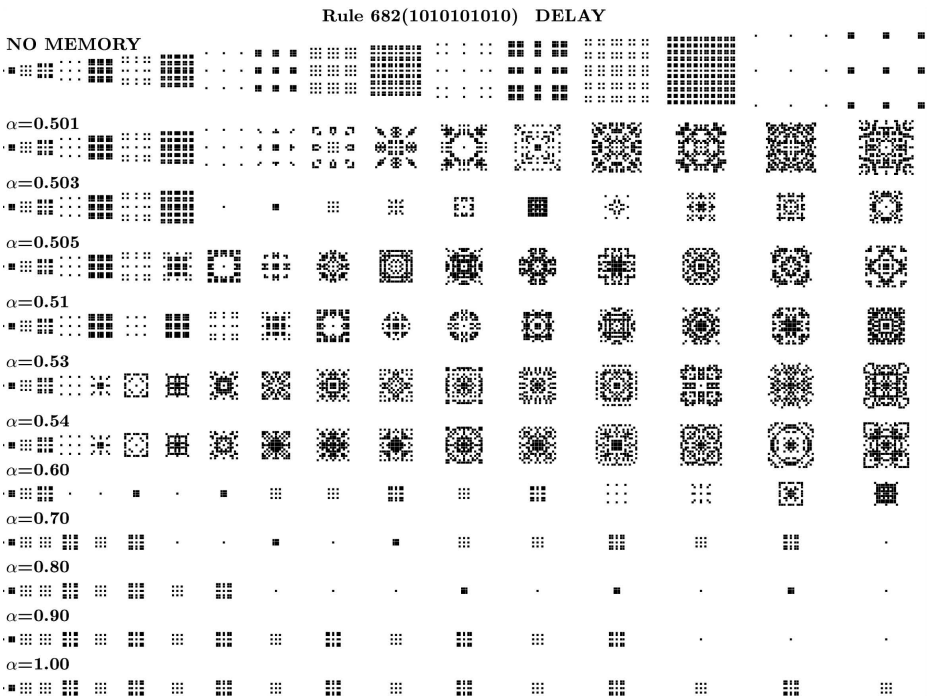 Rule 682(1010101010) DELAY
NO MEMORY
α=0.501
α=0.503
α=0.505
α=0.51
α=0.53
α=0.54
α=0.60
α=0.70
α=0.80
α=0.90
α=1.00